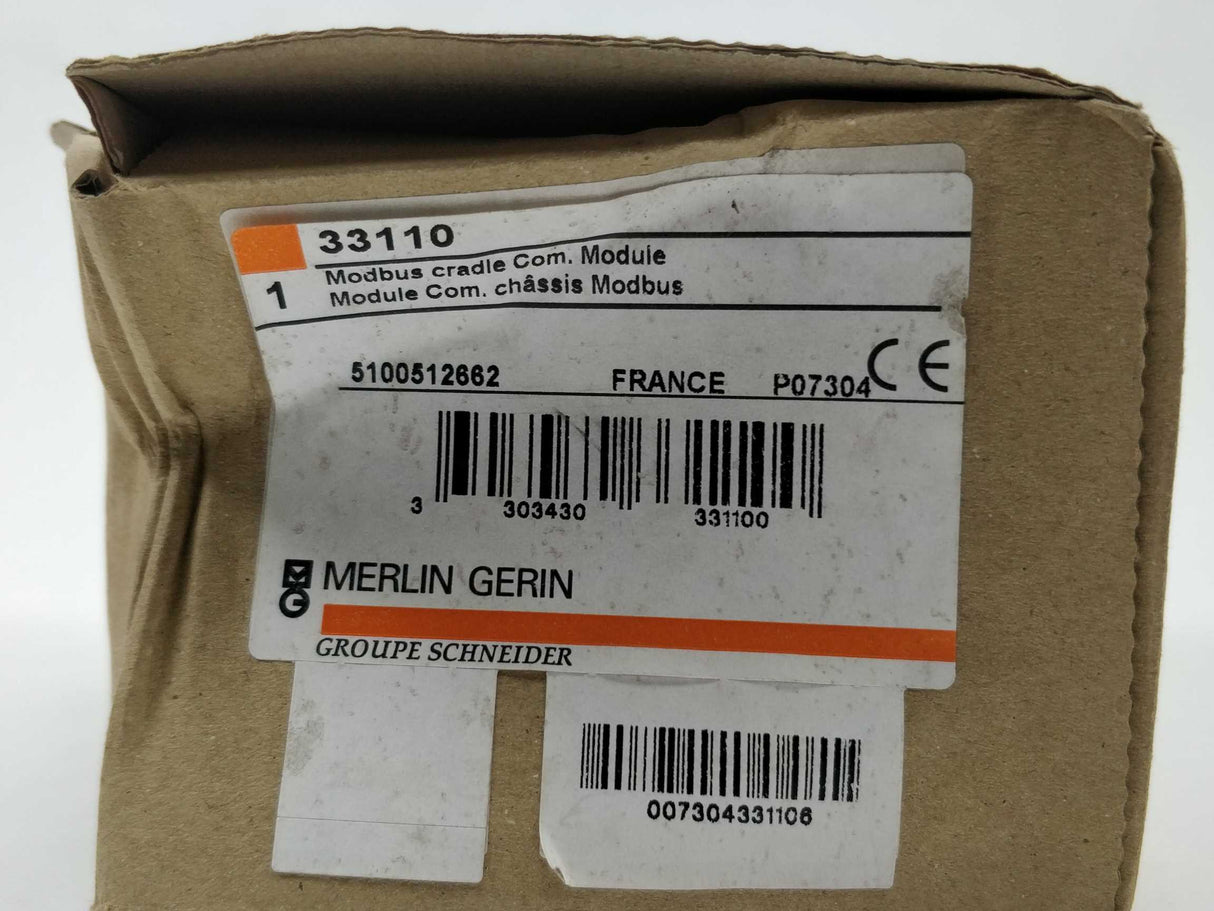 33110
1
Modbus cradle Com. Module
Module Com. châssis Modbus
5100512662 FRANCE P07304 CE
3 303430 331100
MG MERLIN GERIN
GROUPE SCHNEIDER
007304331106